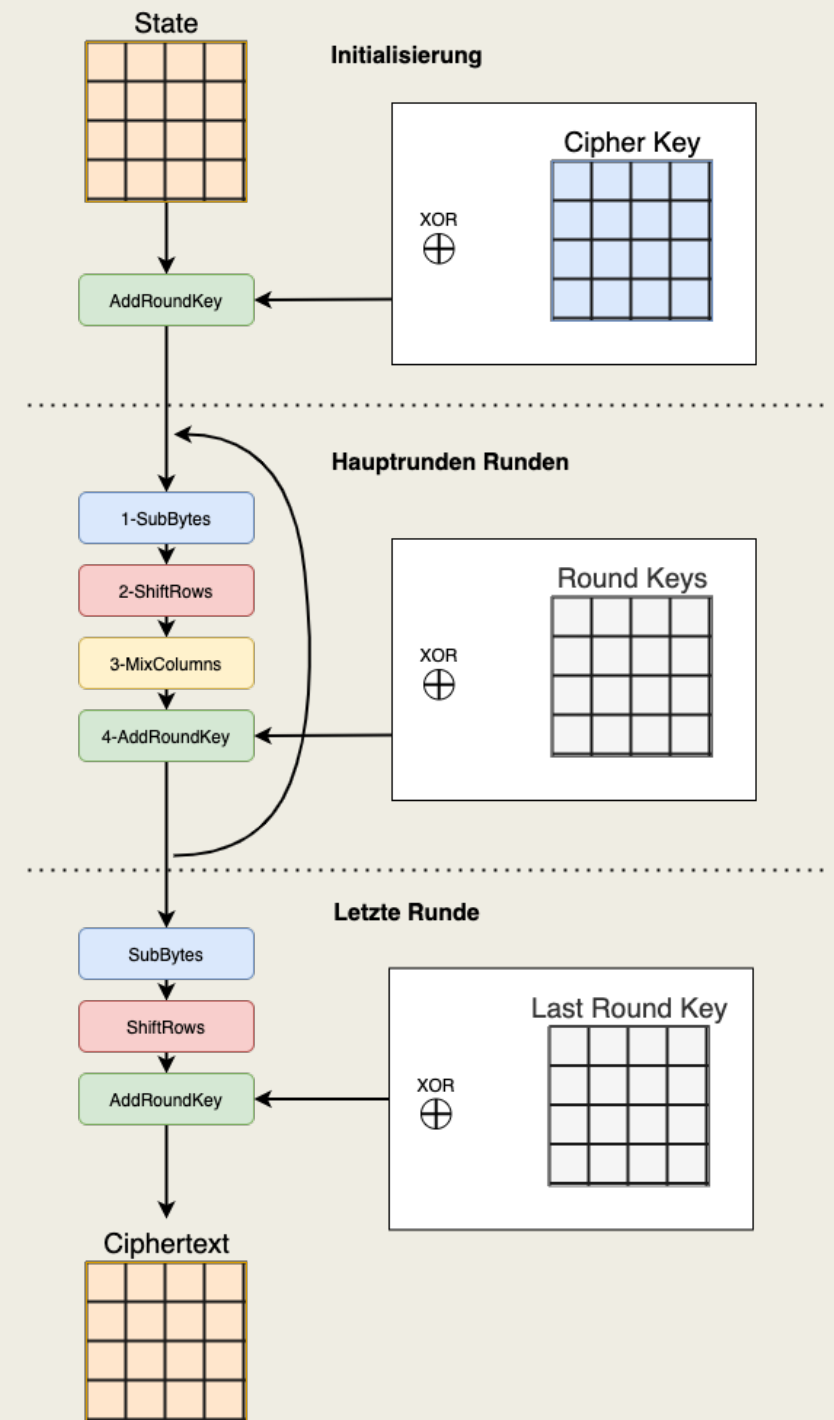 State
Initialisierung
Cipher Key
XOR
AddRoundKey
Hauptrunden Runden
1-SubBytes
Round Keys
2-ShiftRows
XOR
3-MixColumns
4-AddRoundKey
Letzte Runde
SubBytes
Last Round Key
ShiftRows
XOR
AddRoundKey
Ciphertext